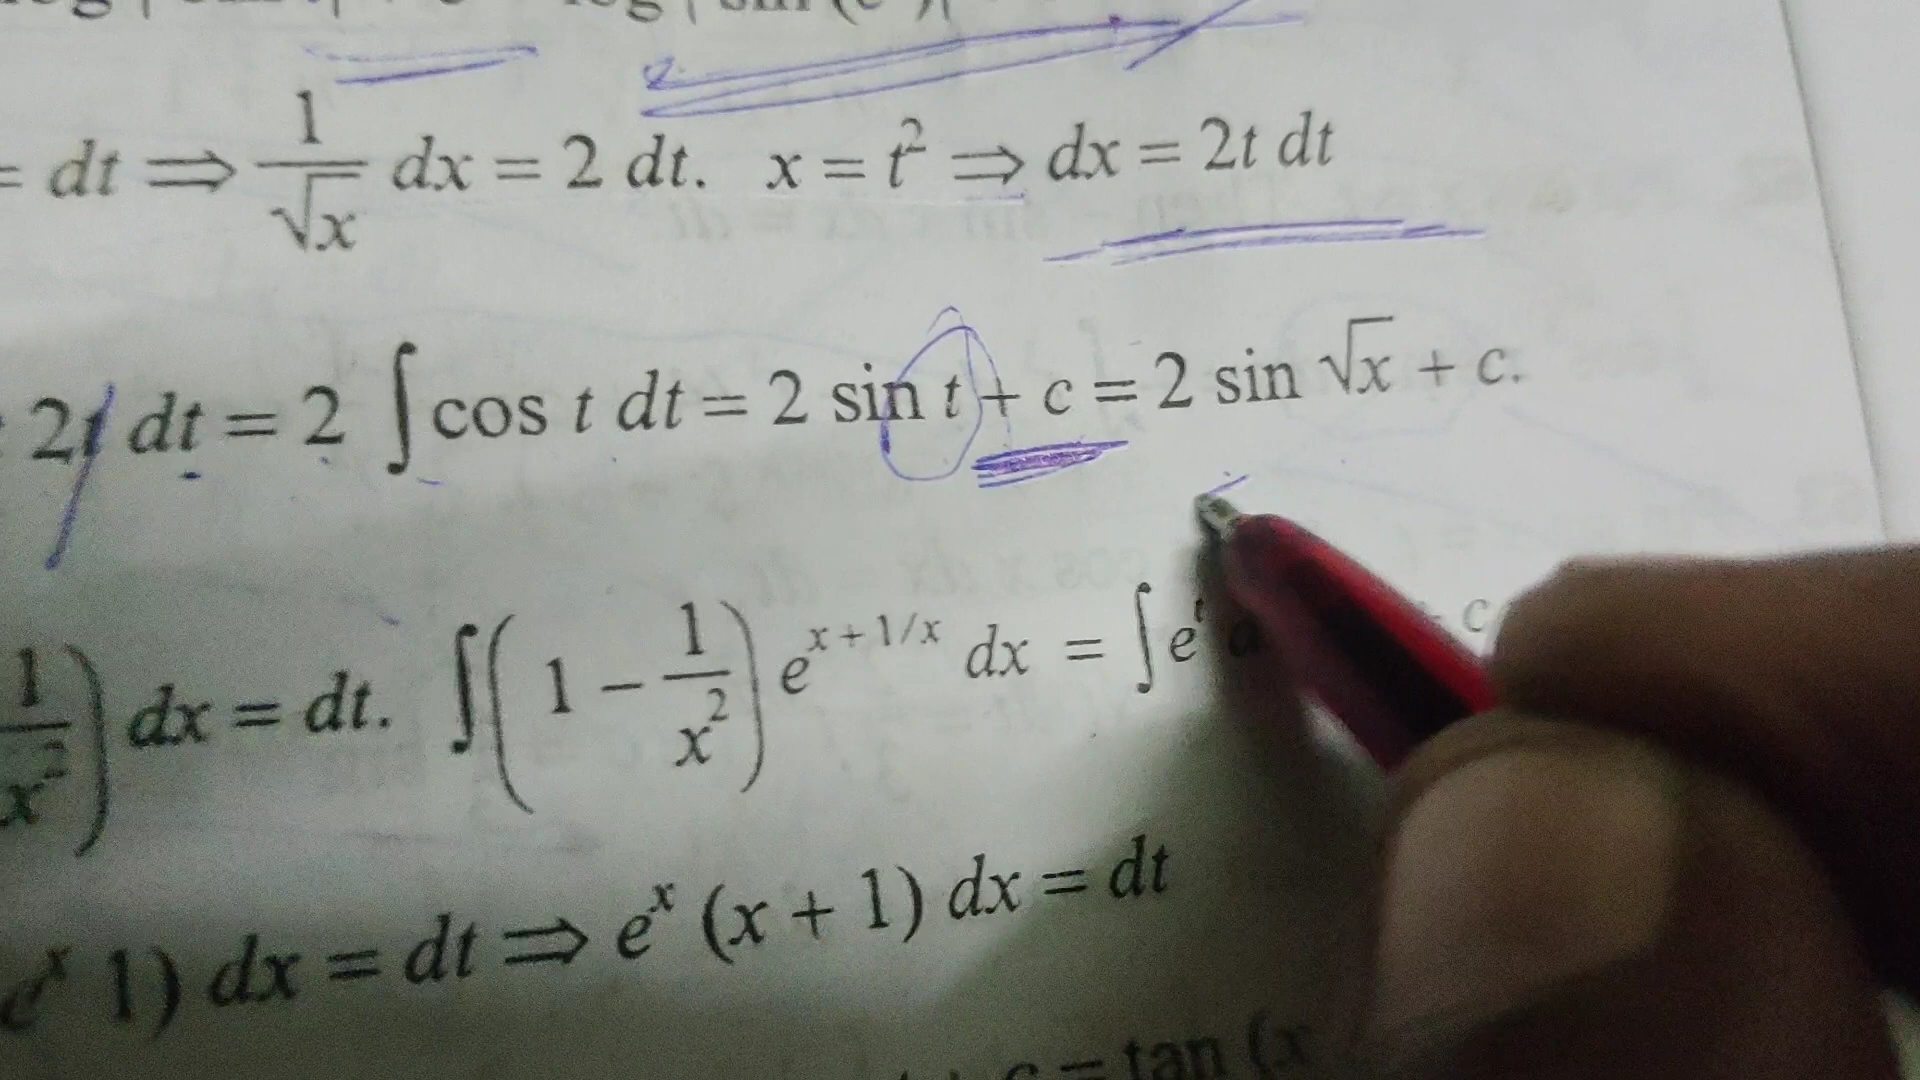 = dt ⇒ 1/√x dx = 2 dt. x = t² ⇒ dx = 2t dt
2t dt = 2 ∫ cos t dt = 2 sin t + c = 2 sin √x + c.
1/x²) dx = dt. ∫(1 − 1/x²) e^(x + 1/x) dx = ∫ e^t c
1) dx = dt ⇒ e^x (x + 1) dx = dt
c = tan (x